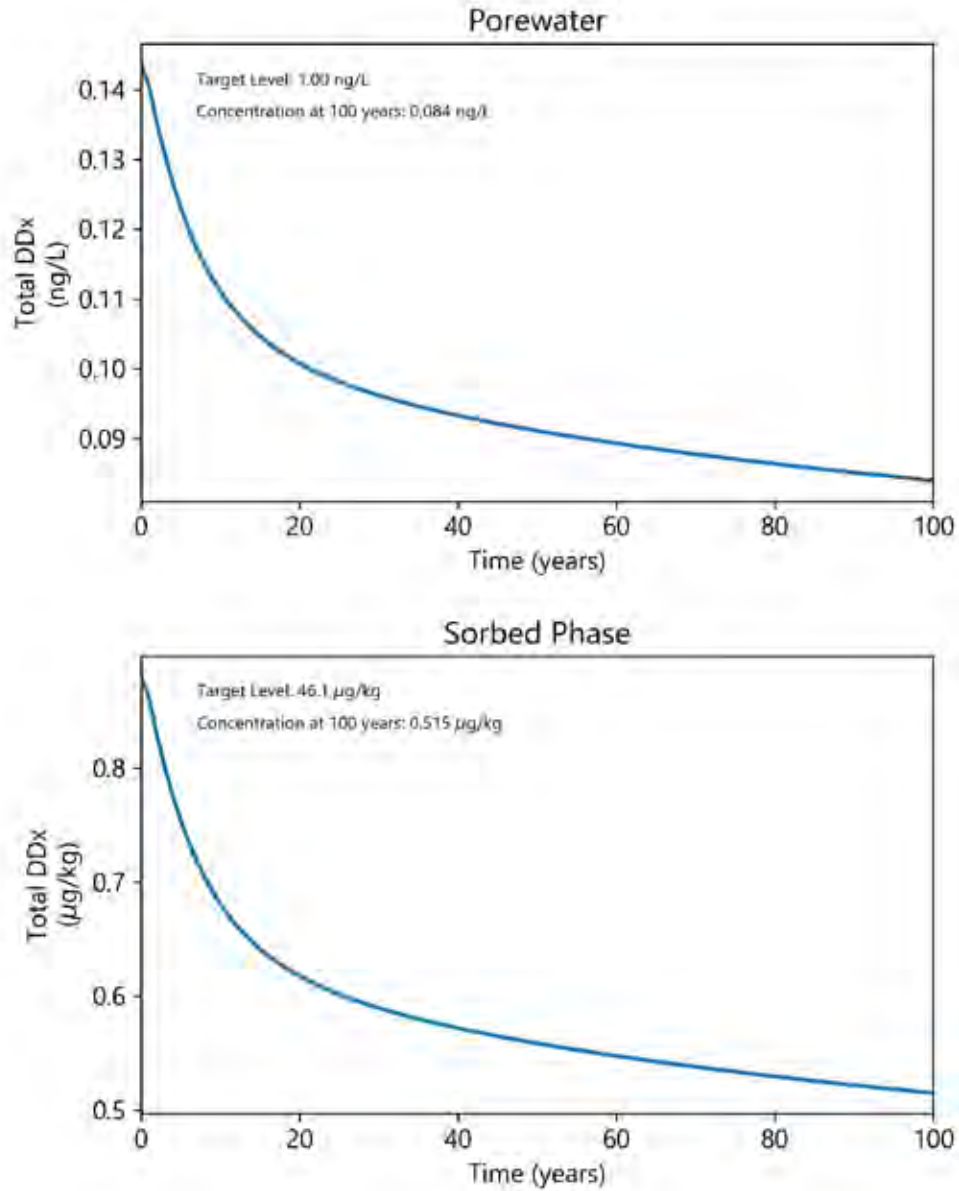 Porewater
Target Level: 1.00 ng/L
Concentration at 100 years: 0.084 ng/L
0.14
0.13
0.12
0.11
0.10
0.09
Total DDx
(ng/L)
0 20 40 60 80 100
Time (years)
Sorbed Phase
Target Level: 46.1 µg/kg
Concentration at 100 years: 0.515 µg/kg
0.8
0.7
0.6
0.5
Total DDx
(µg/kg)
0 20 40 60 80 100
Time (years)